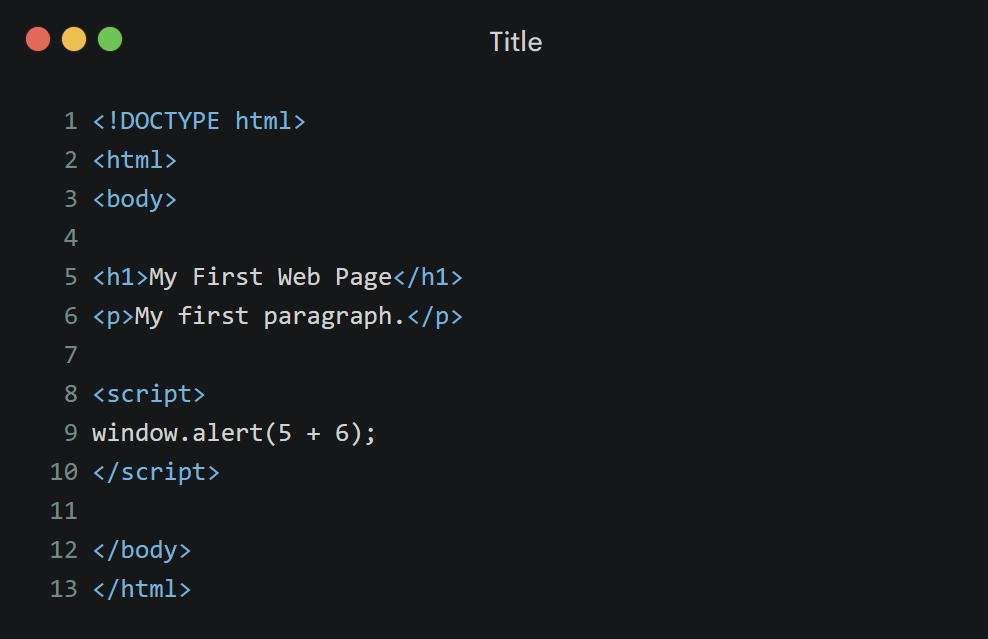 Title
1 <!DOCTYPE html>
2 <html>
3 <body>
4
5 <h1>My First Web Page</h1>
6 <p>My first paragraph.</p>
7
8 <script>
9 window.alert(5 + 6);
10 </script>
11
12 </body>
13 </html>